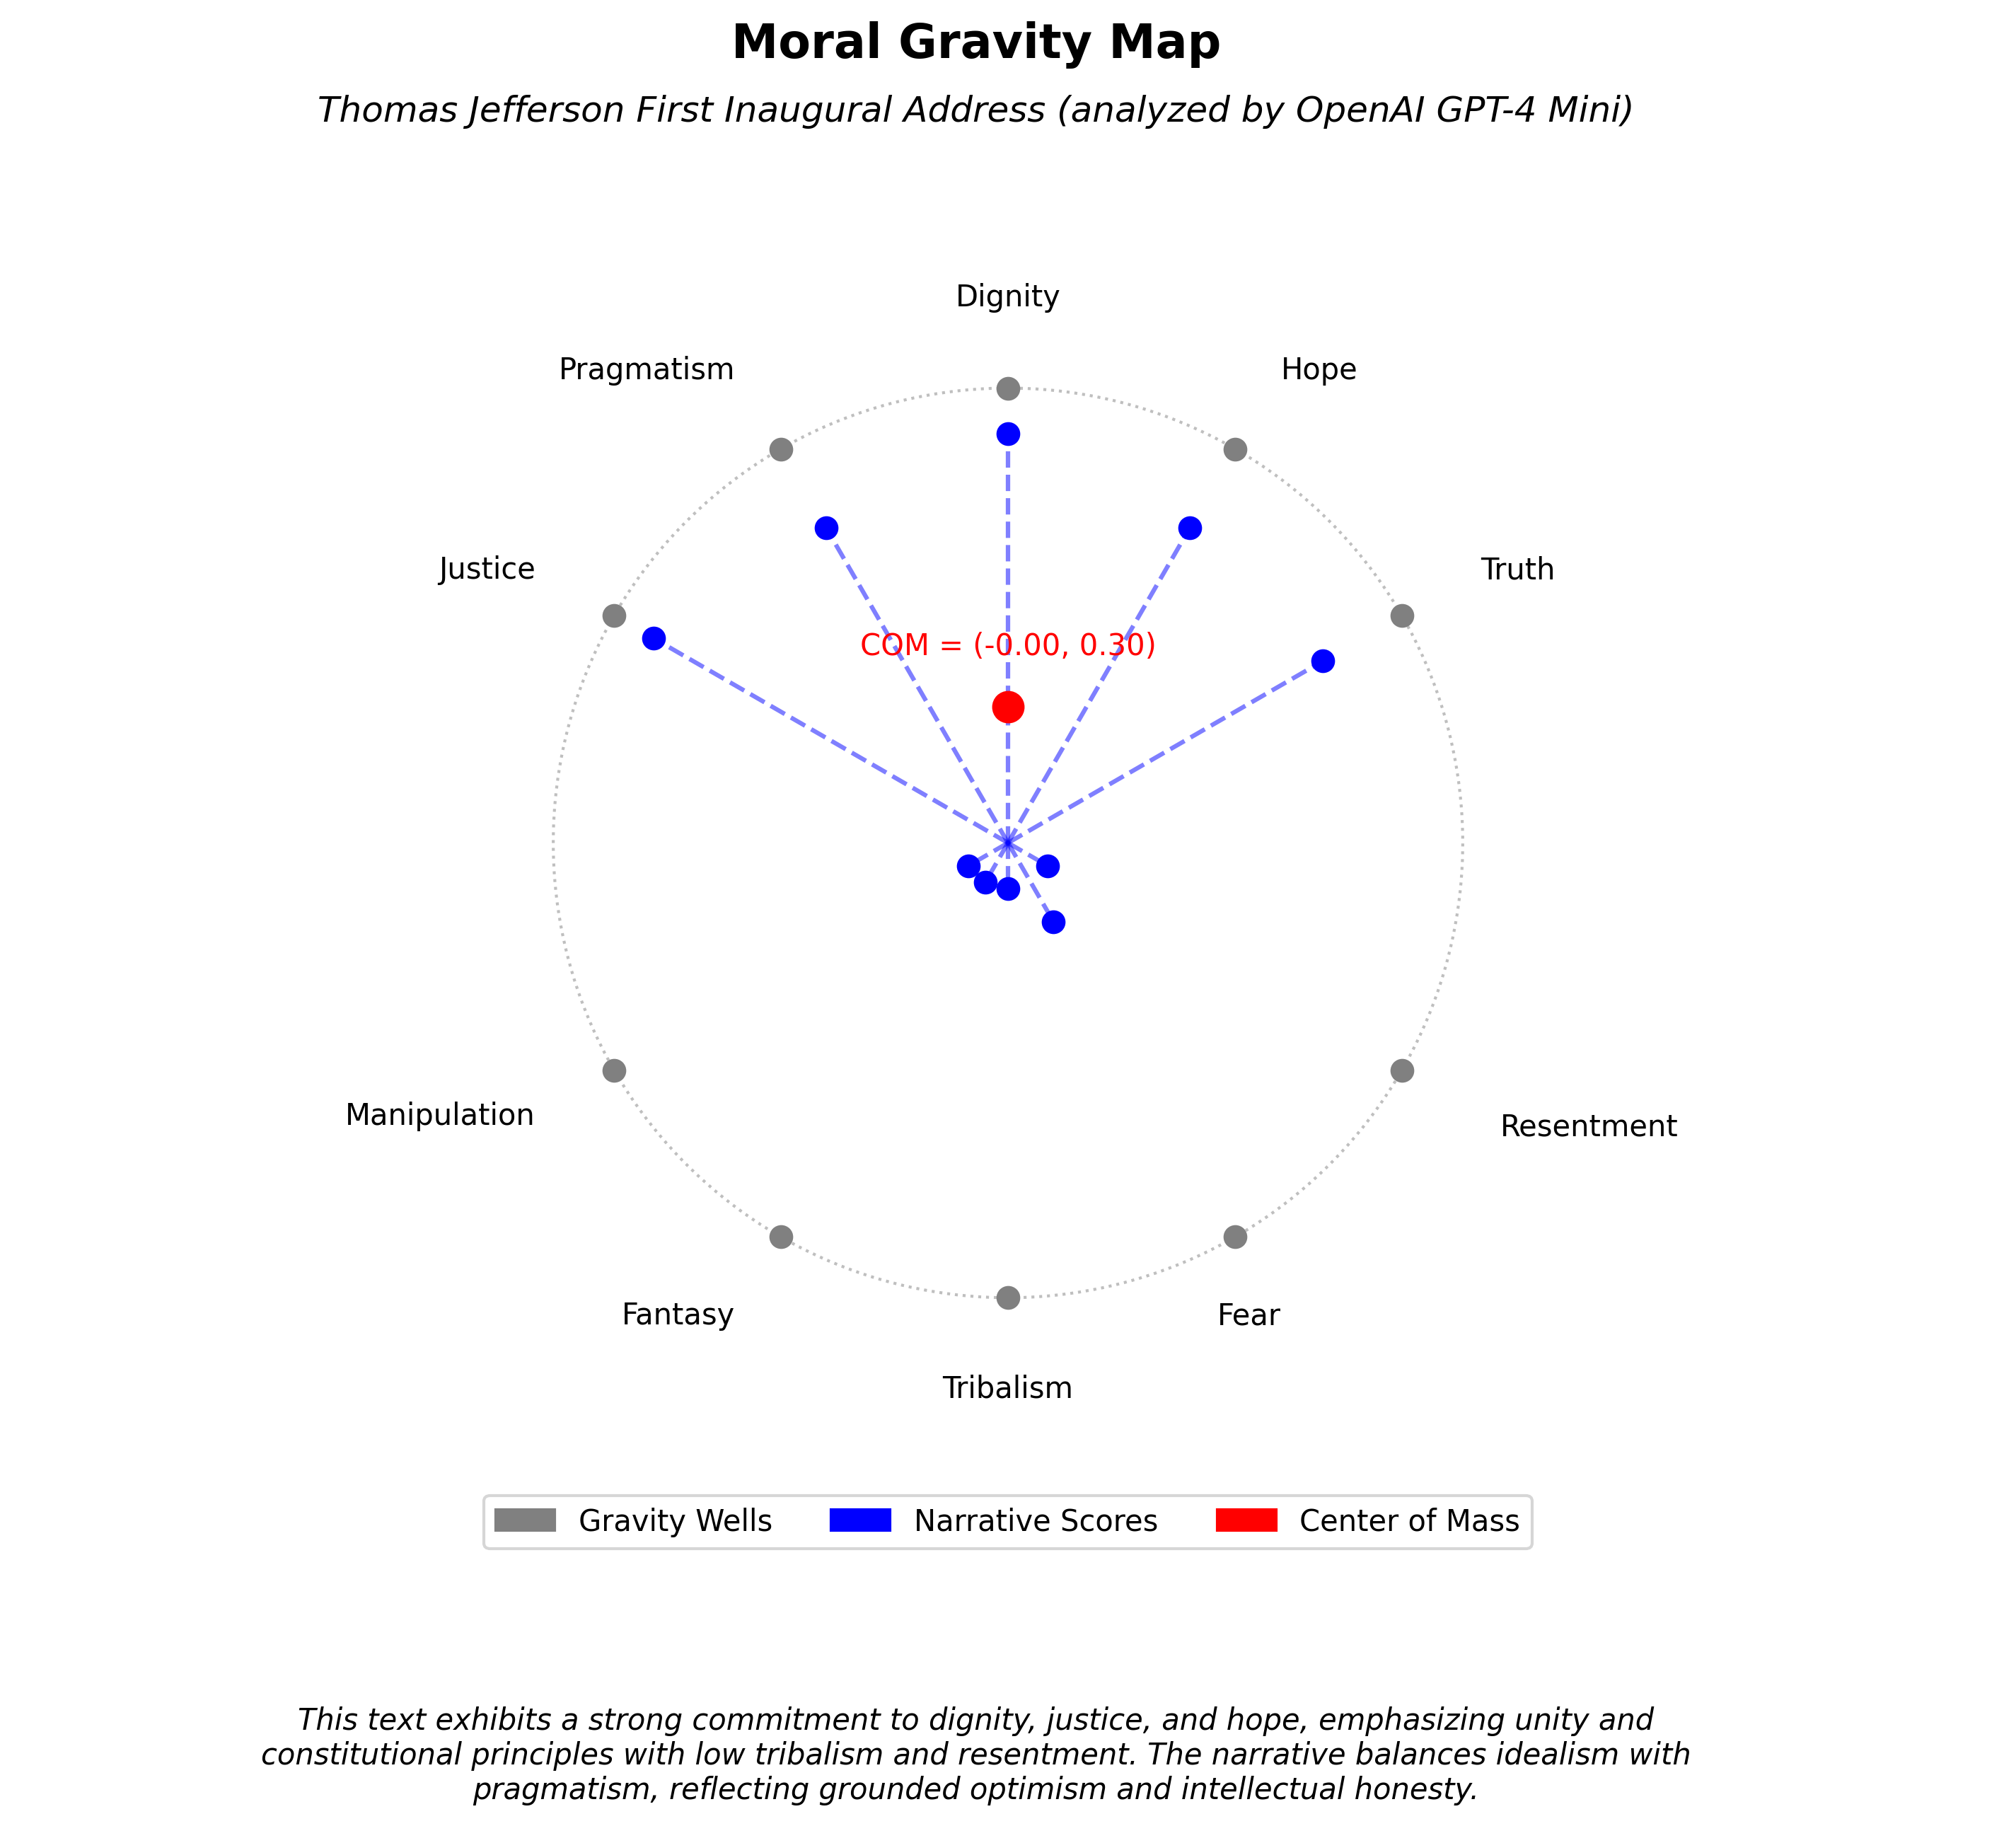 Moral Gravity Map
Thomas Jefferson First Inaugural Address (analyzed by OpenAI GPT-4 Mini)
Dignity
Pragmatism
Hope
Justice
Truth
COM = (-0.00, 0.30)
Manipulation
Resentment
Fantasy
Fear
Tribalism
Gravity Wells
Narrative Scores
Center of Mass
This text exhibits a strong commitment to dignity, justice, and hope, emphasizing unity and
constitutional principles with low tribalism and resentment. The narrative balances idealism with
pragmatism, reflecting grounded optimism and intellectual honesty.